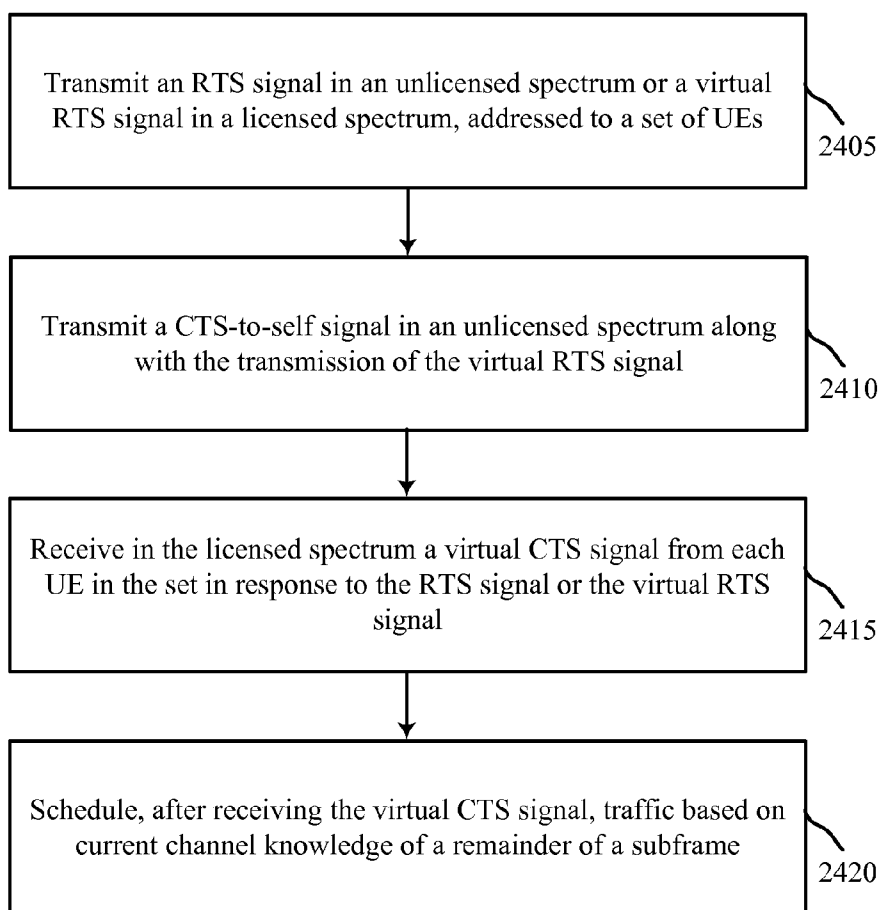 Transmit an RTS signal in an unlicensed spectrum or a virtual
RTS signal in a licensed spectrum, addressed to a set of UEs
2405
Transmit a CTS-to-self signal in an unlicensed spectrum along
with the transmission of the virtual RTS signal
2410
Receive in the licensed spectrum a virtual CTS signal from each
UE in the set in response to the RTS signal or the virtual RTS
signal
2415
Schedule, after receiving the virtual CTS signal, traffic based on
current channel knowledge of a remainder of a subframe
2420